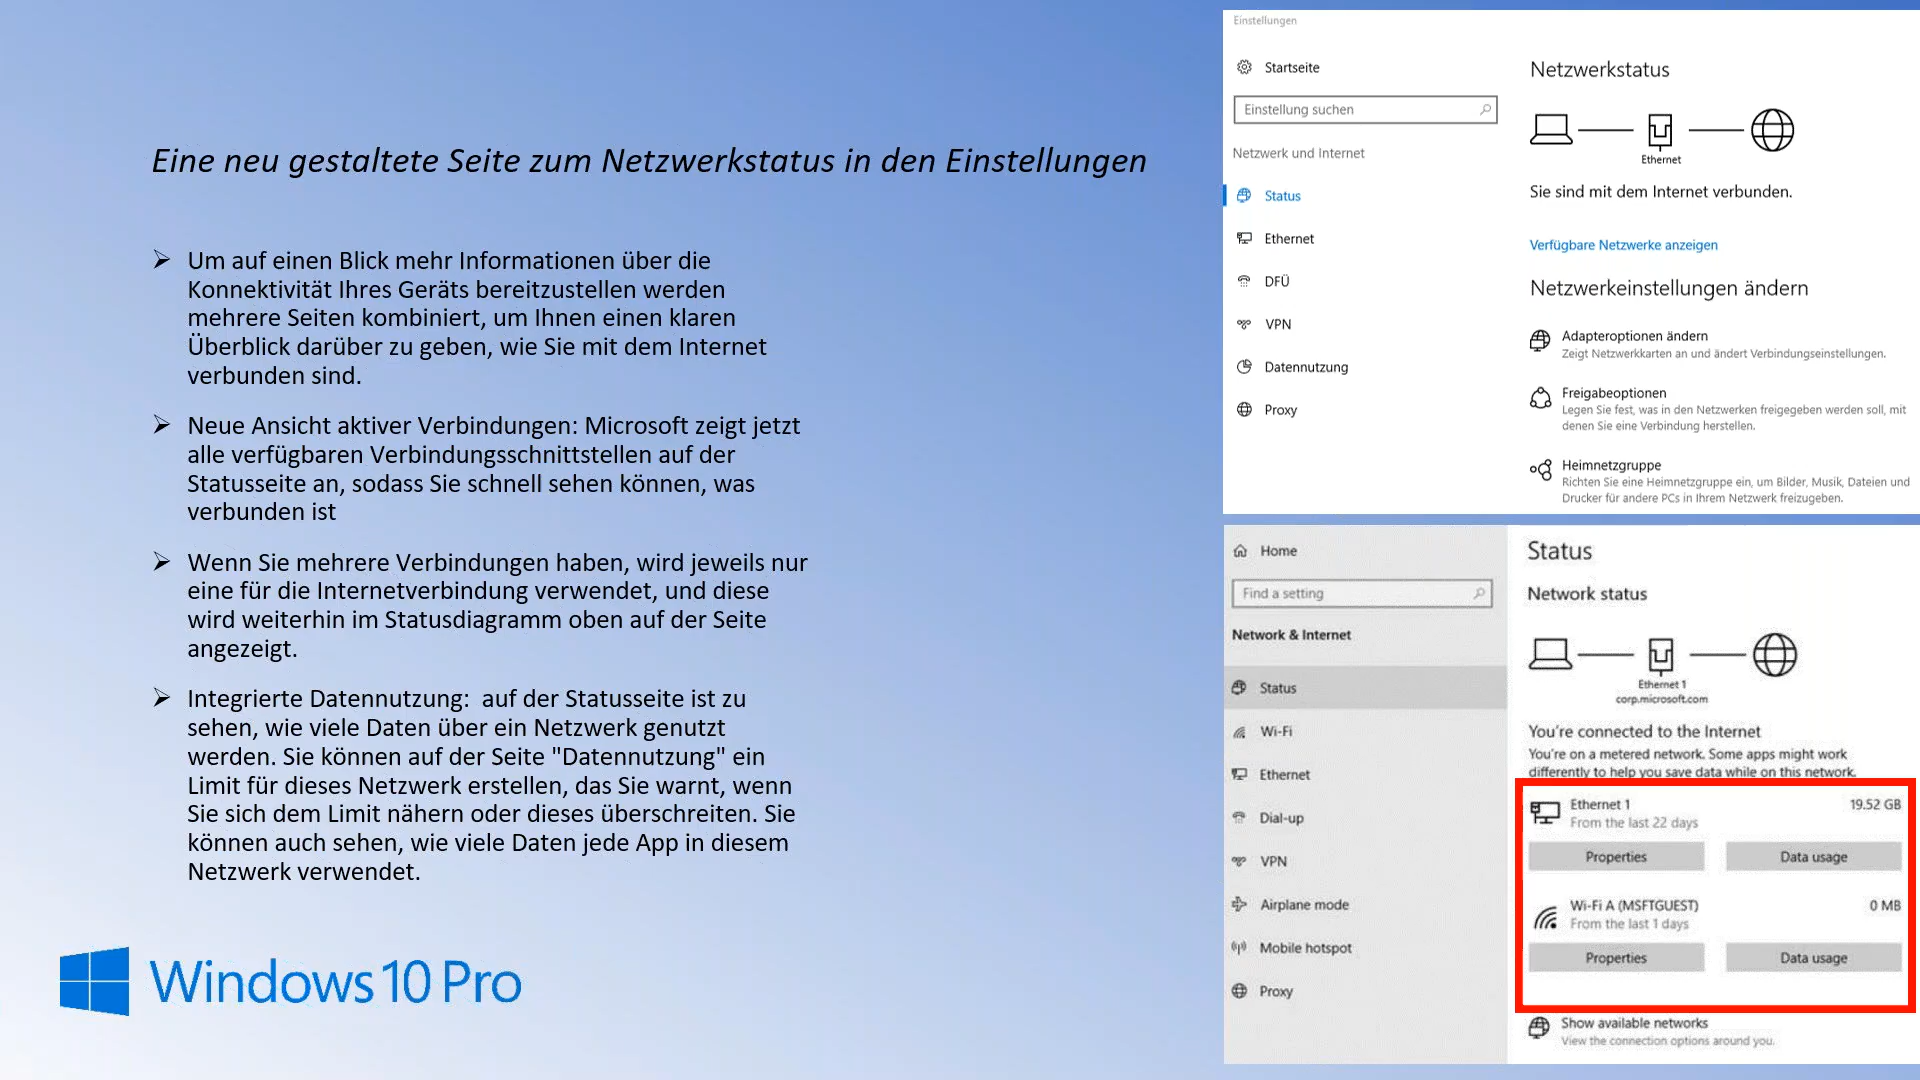 Eine neu gestaltete Seite zum Netzwerkstatus in den Einstellungen
Um auf einen Blick mehr Informationen über die
Konnektivität Ihres Geräts bereitzustellen werden
mehrere Seiten kombiniert, um Ihnen einen klaren
Überblick darüber zu geben, wie Sie mit dem Internet
verbunden sind.
Neue Ansicht aktiver Verbindungen: Microsoft zeigt jetzt
alle verfügbaren Verbindungsschnittstellen auf der
Statusseite an, sodass Sie schnell sehen können, was
verbunden ist
Wenn Sie mehrere Verbindungen haben, wird jeweils nur
eine für die Internetverbindung verwendet, und diese
wird weiterhin im Statusdiagramm oben auf der Seite
angezeigt.
Integrierte Datennutzung:  auf der Statusseite ist zu
sehen, wie viele Daten über ein Netzwerk genutzt
werden. Sie können auf der Seite "Datennutzung" ein
Limit für dieses Netzwerk erstellen, das Sie warnt, wenn
Sie sich dem Limit nähern oder dieses überschreiten. Sie
können auch sehen, wie viele Daten jede App in diesem
Netzwerk verwendet.
Windows 10 Pro
Einstellungen
Startseite
Einstellung suchen
Netzwerk und Internet
Status
Ethernet
DFÜ
VPN
Datennutzung
Proxy
Netzwerkstatus
Ethernet
Sie sind mit dem Internet verbunden.
Verfügbare Netzwerke anzeigen
Netzwerkeinstellungen ändern
Adapteroptionen ändern
Zeigt Netzwerkkarten an und ändert Verbindungseinstellungen.
Freigabeoptionen
Legen Sie fest, was in den Netzwerken freigegeben werden soll, mit
denen Sie eine Verbindung herstellen.
Heimnetzgruppe
Richten Sie eine Heimnetzgruppe ein, um Bilder, Musik, Dateien und
Drucker für andere PCs in Ihrem Netzwerk freizugeben.
Home
Find a setting
Network & Internet
Status
Wi-Fi
Ethernet
Dial-up
VPN
Airplane mode
Mobile hotspot
Proxy
Status
Network status
Ethernet 1
corp.microsoft.com
You're connected to the Internet
You're on a metered network. Some apps might work
differently to help you save data while on this network.
Ethernet 1 19.52 GB
From the last 22 days
Properties Data usage
Wi-Fi A (MSFTGUEST) 0 MB
From the last 1 days
Properties Data usage
Show available networks
View the connection options around you.